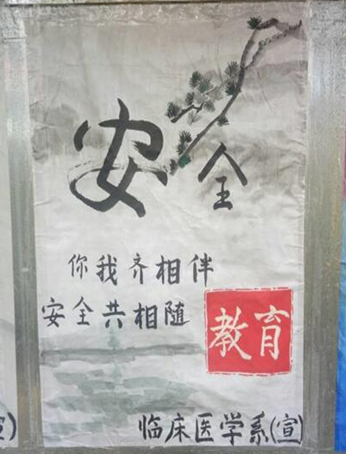 安全
你我齐相伴
安全共相随
教育
临床医学系(宣)